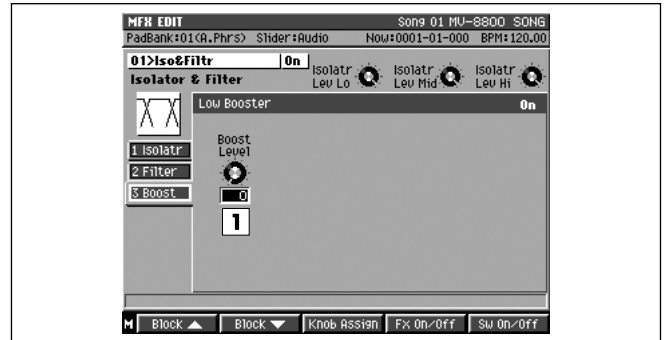 MFX EDIT Song 01 MV-8800 SONG
PadBank:01(A.Phrs) Slider:Audio Now:0001-01-000 BPM:120.00
01>Iso&Filtr On
Isolator & Filter
Isolatr Lev Lo
Isolatr Lev Mid
Isolatr Lev Hi
Low Booster On
1 Isolatr
2 Filter
3 Boost
Boost
Level
0
1
M Block ▲ Block ▼ Knob Assign Fx On/Off Sw On/Off